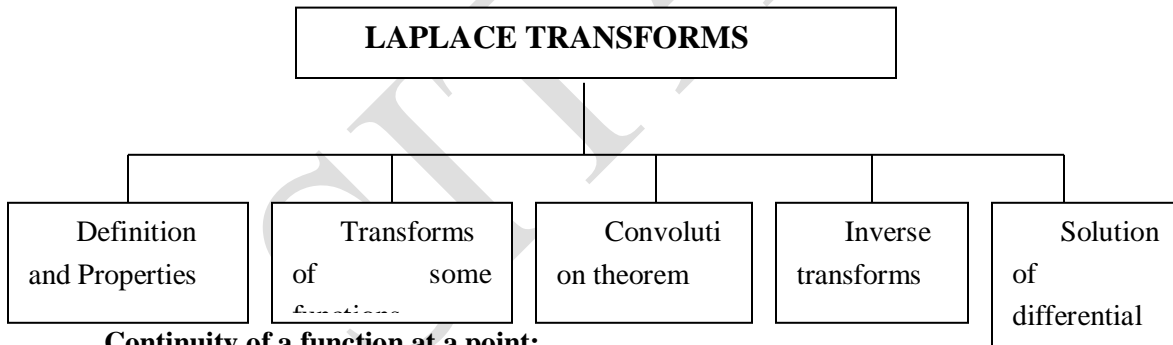 LAPLACE TRANSFORMS
Definition
and Properties
Transforms
of some
functions
Convoluti
on theorem
Inverse
transforms
Solution
of
differential
Continuity of a function at a point: